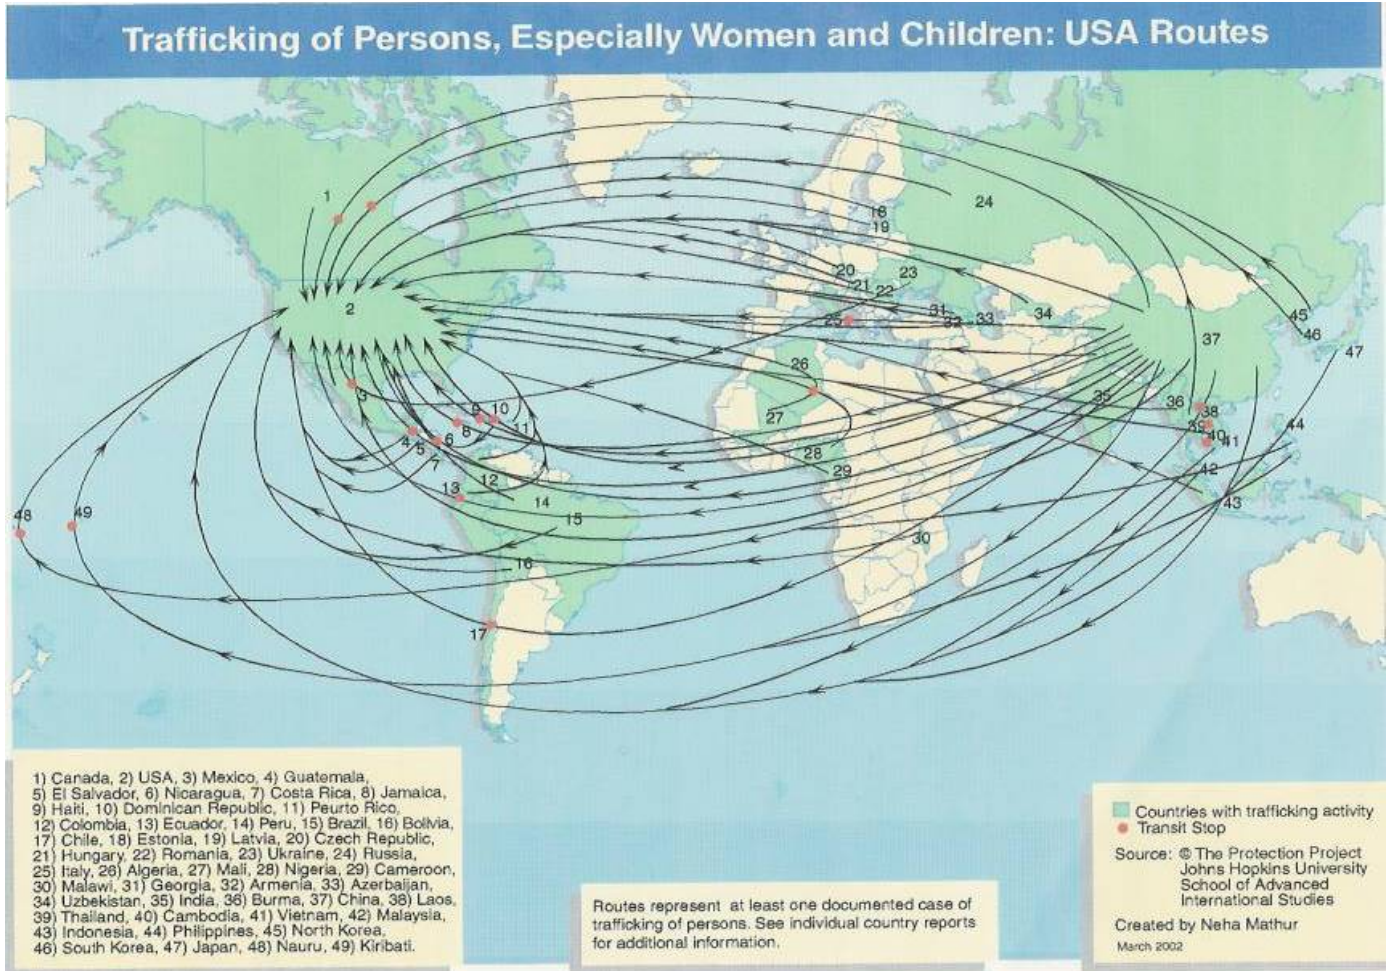 Trafficking of Persons, Especially Women and Children: USA Routes
1
2
3
4
5
6
7
8
9
10
11
12
13
14
15
16
17
18
19
20
21
22
23
24
25
26
27
28
29
30
31
32
33
34
35
36
37
38
39
40
41
42
43
44
45
46
47
48
49
1) Canada, 2) USA, 3) Mexico, 4) Guatemala,
5) El Salvador, 6) Nicaragua, 7) Costa Rica, 8) Jamaica,
9) Haiti, 10) Dominican Republic, 11) Peurto Rico,
12) Colombia, 13) Ecuador, 14) Peru, 15) Brazil, 16) Bolivia,
17) Chile, 18) Estonia, 19) Latvia, 20) Czech Republic,
21) Hungary, 22) Romania, 23) Ukraine, 24) Russia,
25) Italy, 26) Algeria, 27) Mali, 28) Nigeria, 29) Cameroon,
30) Malawi, 31) Georgia, 32) Armenia, 33) Azerbaijan,
34) Uzbekistan, 35) India, 36) Burma, 37) China, 38) Laos,
39) Thailand, 40) Cambodia, 41) Vietnam, 42) Malaysia,
43) Indonesia, 44) Philippines, 45) North Korea,
46) South Korea, 47) Japan, 48) Nauru, 49) Kiribati.
Routes represent at least one documented case of
trafficking of persons. See individual country reports
for additional information.
Countries with trafficking activity
Transit Stop
Source: © The Protection Project
Johns Hopkins University
School of Advanced
International Studies
Created by Neha Mathur
March 2002